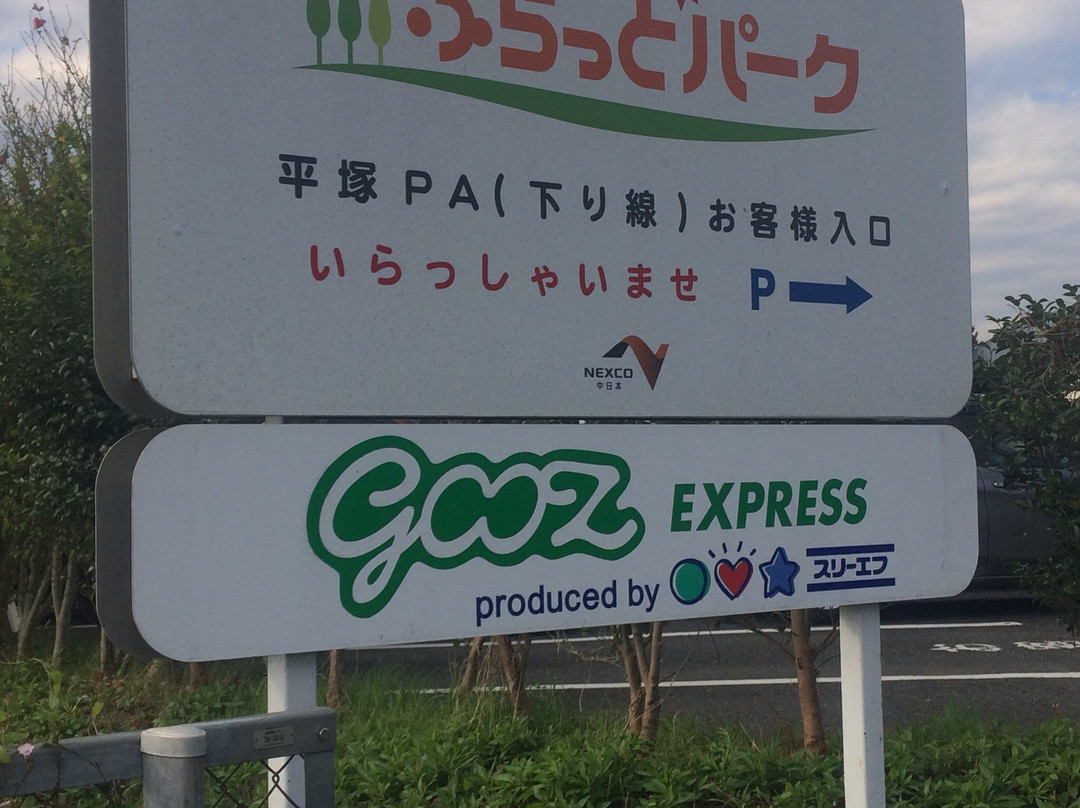 ぷらっとパーク
平塚PA(下り線)お客様入口
いらっしゃいませ P
NEXCO
中日本
gooz EXPRESS
produced by スリーエフ